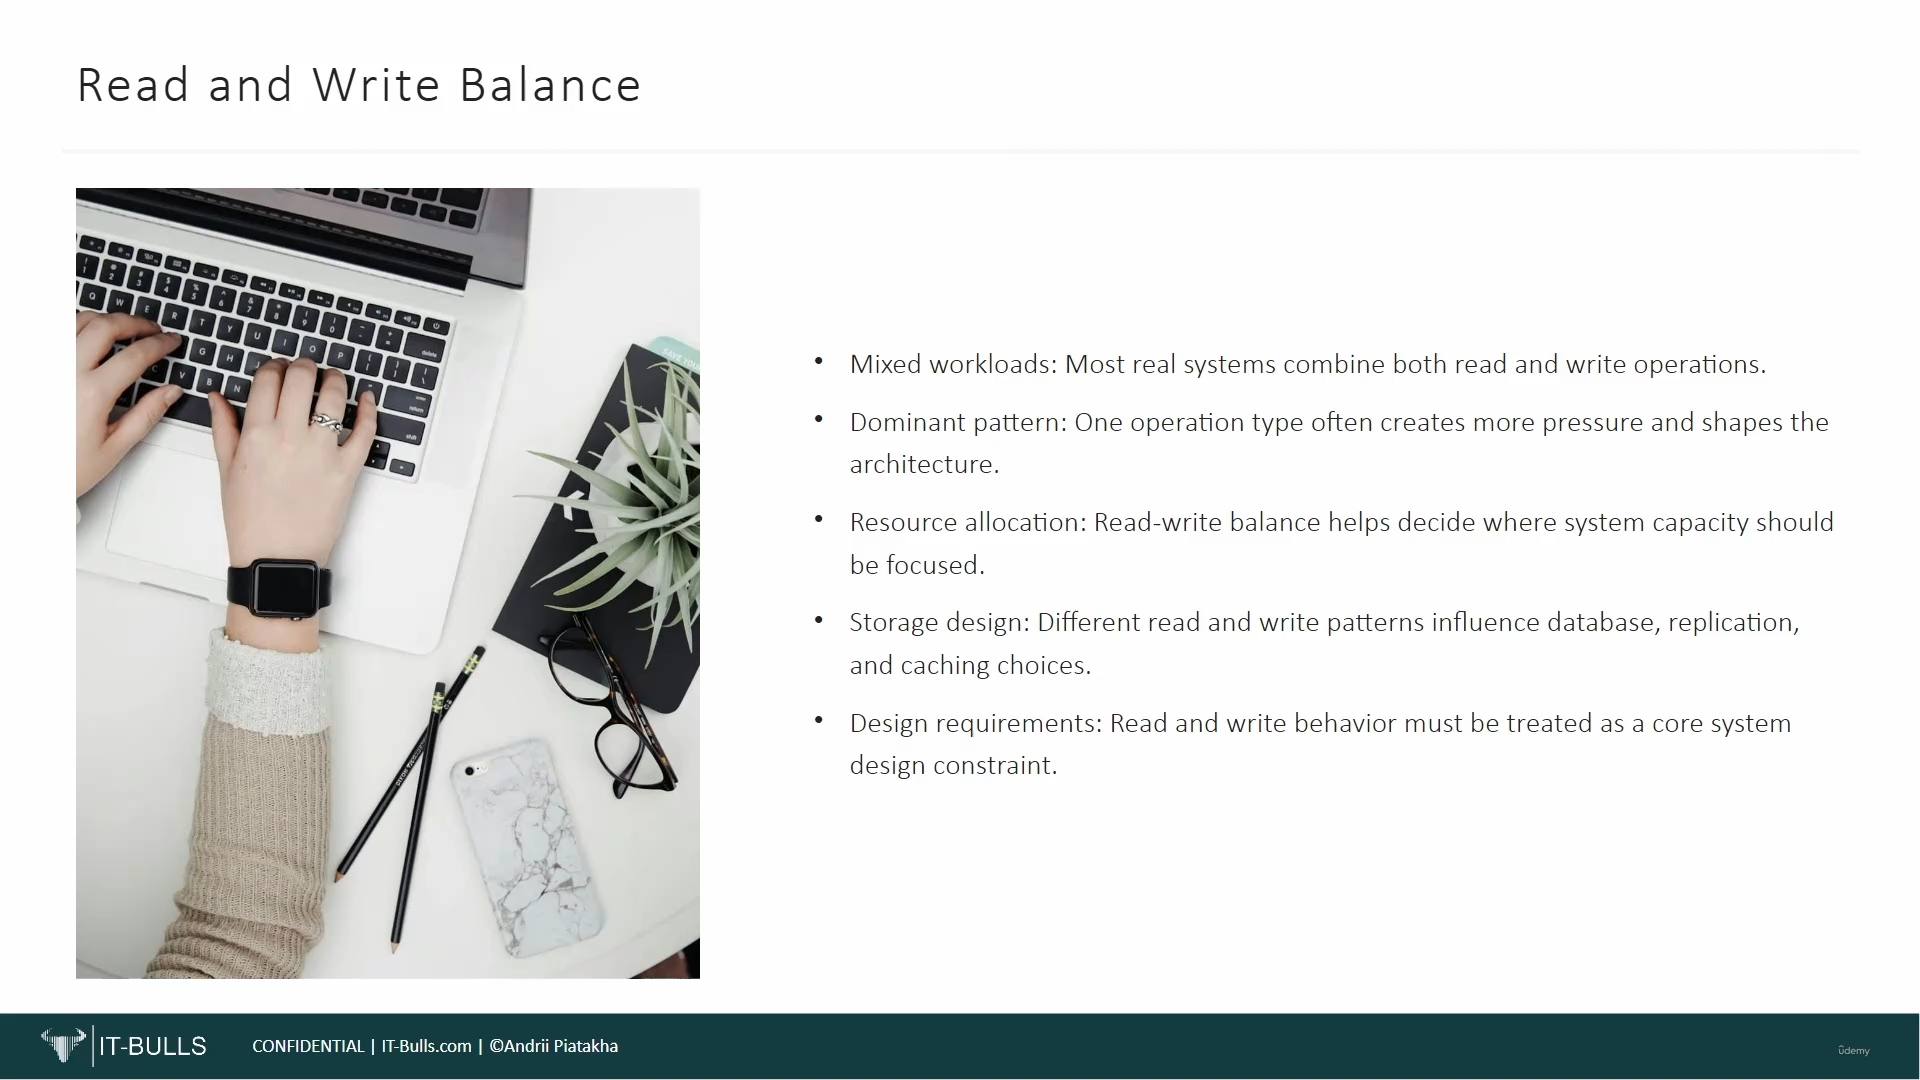 Read and Write Balance
• Mixed workloads: Most real systems combine both read and write operations.
• Dominant pattern: One operation type often creates more pressure and shapes the
architecture.
• Resource allocation: Read-write balance helps decide where system capacity should
be focused.
• Storage design: Different read and write patterns influence database, replication,
and caching choices.
• Design requirements: Read and write behavior must be treated as a core system
design constraint.
IT-BULLS
CONFIDENTIAL | IT-Bulls.com | ©Andrii Piatakha
ûdemy